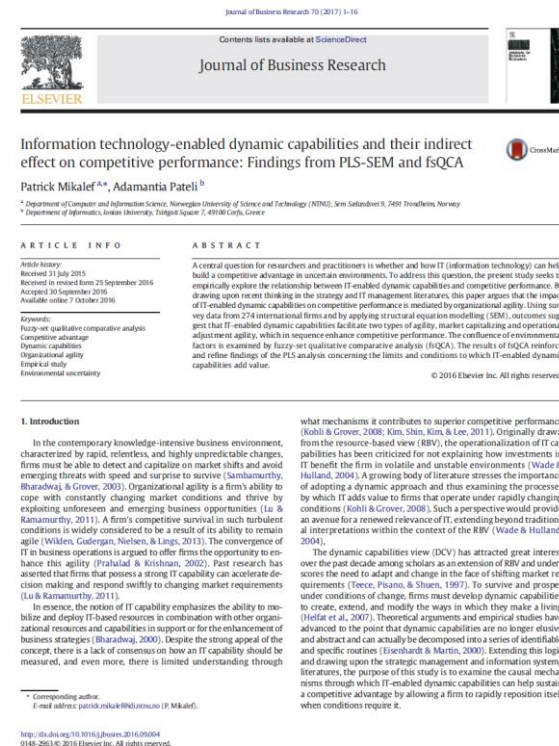 Journal of Business Research 70 (2017) 1–16
Contents lists available at ScienceDirect
Journal of Business Research
ELSEVIER
Information technology-enabled dynamic capabilities and their indirect
effect on competitive performance: Findings from PLS-SEM and fsQCA
CrossMark
Patrick Mikalef a,*, Adamantia Pateli b
a Department of Computer and Information Science, Norwegian University of Science and Technology (NTNU), Sem Saelandsvei 9, 7491 Trondheim, Norway
b Department of Informatics, Ionian University, Tsirigoti Square 7, 49100 Corfu, Greece
ARTICLE INFO
Article history:
Received 31 July 2015
Received in revised form 25 September 2016
Accepted 30 September 2016
Available online 7 October 2016
Keywords:
Fuzzy-set qualitative comparative analysis
Competitive advantage
Dynamic capabilities
Organizational agility
Empirical study
Environmental uncertainty
ABSTRACT
A central question for researchers and practitioners is whether and how IT (information technology) can help
build a competitive advantage in uncertain environments. To address this question, the present study seeks t
empirically explore the relationship between IT-enabled dynamic capabilities and competitive performance. B
drawing upon recent thinking in the strategy and IT management literatures, this paper argues that the impac
of IT-enabled dynamic capabilities on competitive performance is mediated by organizational agility. Using sur
vey data from 274 international firms and by applying structural equation modelling (SEM), outcomes sug
gest that IT-enabled dynamic capabilities facilitate two types of agility, market capitalizing and operationa
adjustment agility, which in sequence enhance competitive performance. The confluence of environmenta
factors is examined by fuzzy-set qualitative comparative analysis (fsQCA). The results of fsQCA reinforc
and refine findings of the PLS analysis concerning the limits and conditions to which IT-enabled dynami
capabilities add value.
© 2016 Elsevier Inc. All rights reserved.
1. Introduction
In the contemporary knowledge-intensive business environment,
characterized by rapid, relentless, and highly unpredictable changes,
firms must be able to detect and capitalize on market shifts and avoid
emerging threats with speed and surprise to survive (Sambamurthy,
Bharadwaj, & Grover, 2003). Organizational agility is a firm's ability to
cope with constantly changing market conditions and thrive by
exploiting unforeseen and emerging business opportunities (Lu &
Ramamurthy, 2011). A firm's competitive survival in such turbulent
conditions is widely considered to be a result of its ability to remain
agile (Wilden, Gudergan, Nielsen, & Lings, 2013). The convergence of
IT in business operations is argued to offer firms the opportunity to en-
hance this agility (Prahalad & Krishnan, 2002). Past research has
asserted that firms that possess a strong IT capability can accelerate de-
cision making and respond swiftly to changing market requirements
(Lu & Ramamurthy, 2011).
In essence, the notion of IT capability emphasizes the ability to mo-
bilize and deploy IT-based resources in combination with other organi-
zational resources and capabilities in support or for the enhancement of
business strategies (Bharadwaj, 2000). Despite the strong appeal of the
concept, there is a lack of consensus on how an IT capability should be
measured, and even more, there is limited understanding through
* Corresponding author.
E-mail address: patrick.mikalef@idi.ntnu.no (P. Mikalef).
what mechanisms it contributes to superior competitive performance
(Kohli & Grover, 2008; Kim, Shin, Kim, & Lee, 2011). Originally drawn
from the resource-based view (RBV), the operationalization of IT ca
pabilities has been criticized for not explaining how investments i
IT benefit the firm in volatile and unstable environments (Wade &
Hulland, 2004). A growing body of literature stresses the importanc
of adopting a dynamic approach and thus examining the processe
by which IT adds value to firms that operate under rapidly changing
conditions (Kohli & Grover, 2008). Such a perspective would provid
an avenue for a renewed relevance of IT, extending beyond tradition
al interpretations within the context of the RBV (Wade & Hulland
2004).
The dynamic capabilities view (DCV) has attracted great interes
over the past decade among scholars as an extension of RBV and under
scores the need to adapt and change in the face of shifting market re
quirements (Teece, Pisano, & Shuen, 1997). To survive and prospe
under conditions of change, firms must develop dynamic capabilitie
to create, extend, and modify the ways in which they make a living
(Helfat et al., 2007). Theoretical arguments and empirical studies hav
advanced to the point that dynamic capabilities are no longer elusiv
and abstract and can actually be decomposed into a series of identifiabl
and specific routines (Eisenhardt & Martin, 2000). Extending this logi
and drawing upon the strategic management and information system
literatures, the purpose of this study is to examine the causal mecha
nisms through which IT-enabled dynamic capabilities can help sustai
a competitive advantage by allowing a firm to rapidly reposition itsel
when conditions require it.
http://dx.doi.org/10.1016/j.jbusres.2016.09.004
0148-2963/© 2016 Elsevier Inc. All rights reserved.